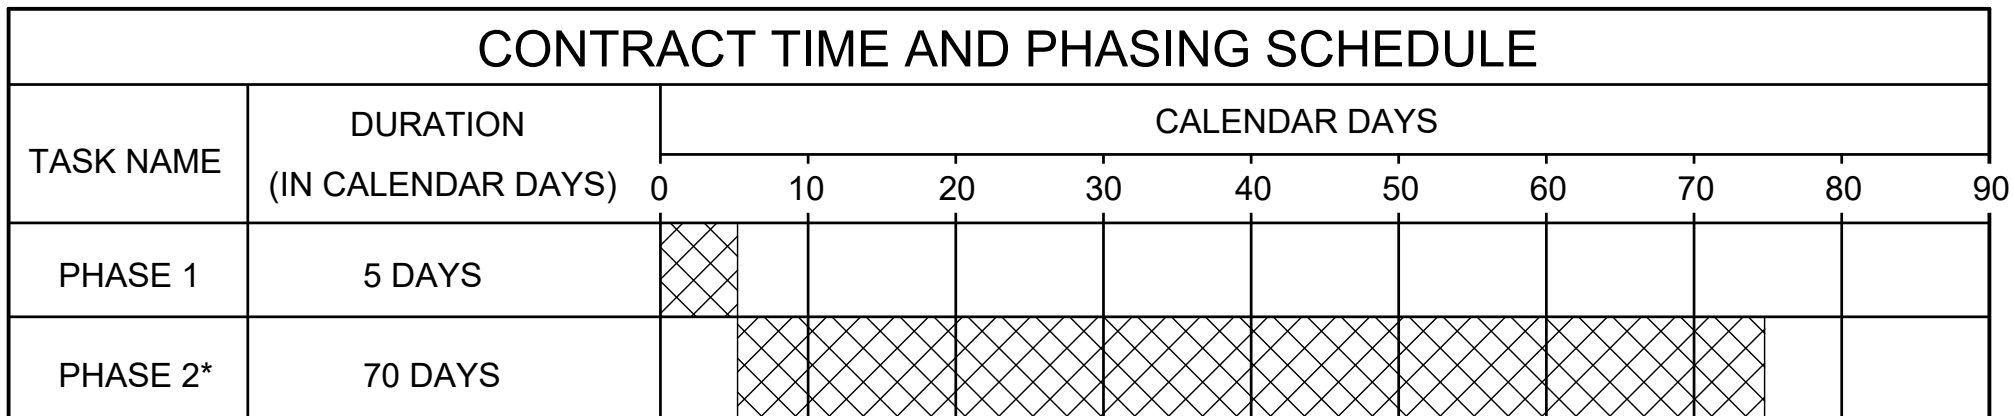 CONTRACT TIME AND PHASING SCHEDULE
TASK NAME
DURATION
(IN CALENDAR DAYS)
CALENDAR DAYS
0 10 20 30 40 50 60 70 80 90
PHASE 1 5 DAYS
PHASE 2* 70 DAYS